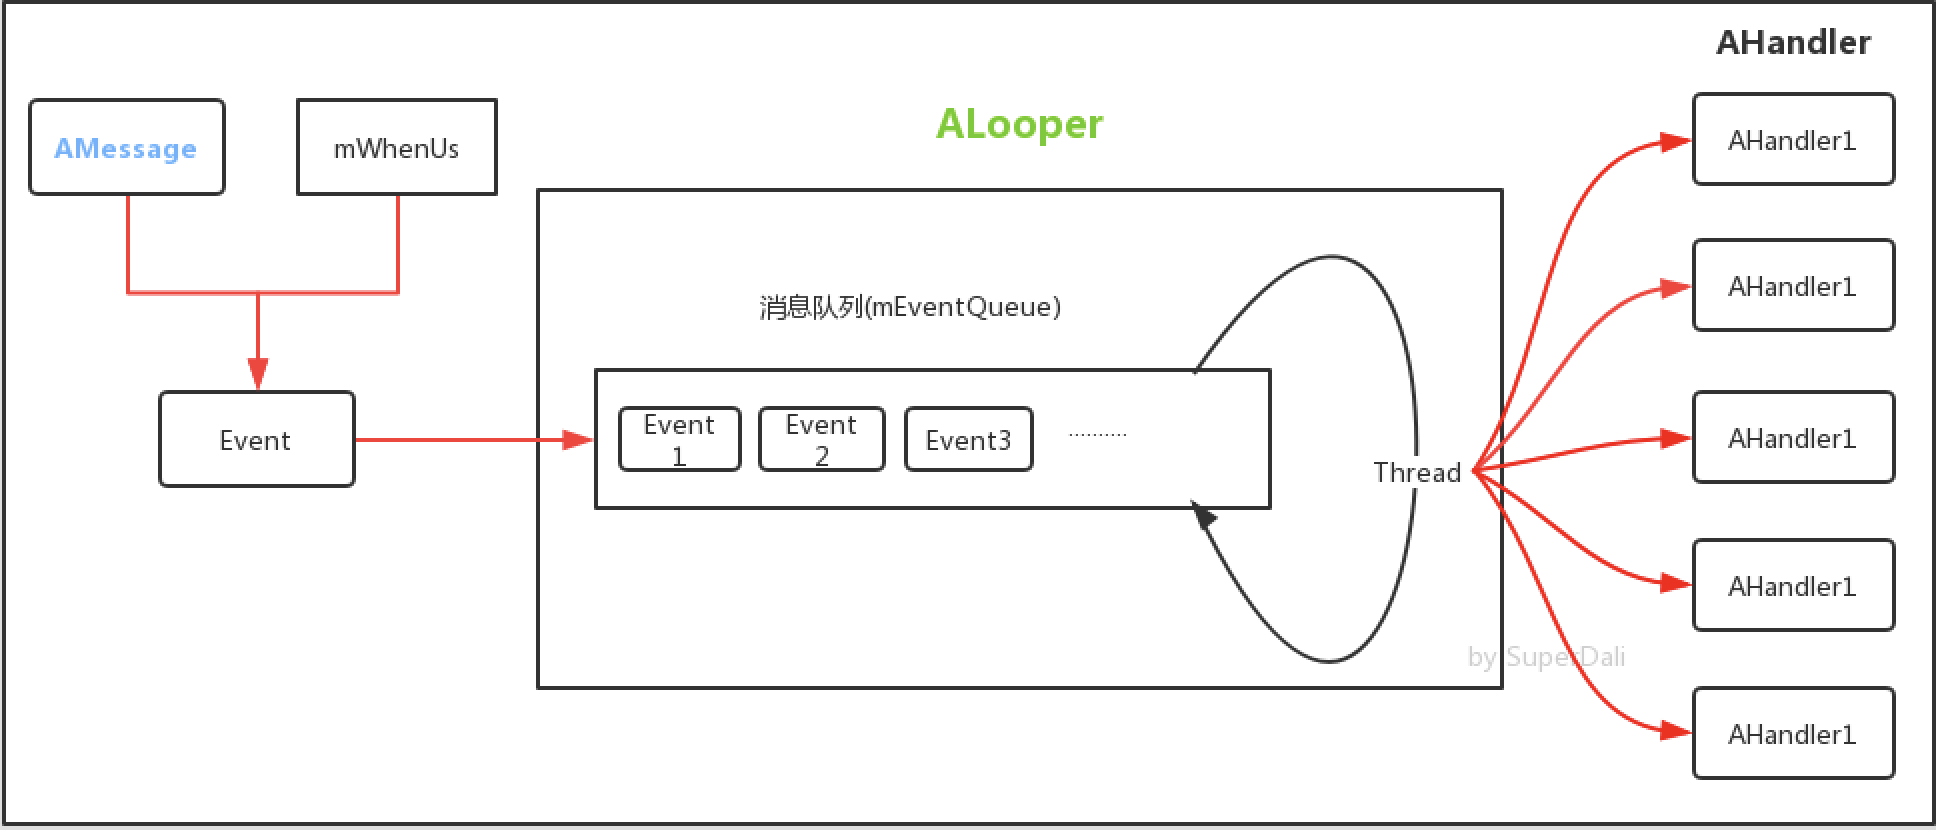 AHandler
AMessage
mWhenUs
ALooper
AHandler1
AHandler1
消息队列(mEventQueue)
Event
Event
1
Event
2
Event3
..........
Thread
AHandler1
AHandler1
by SuperDali
AHandler1